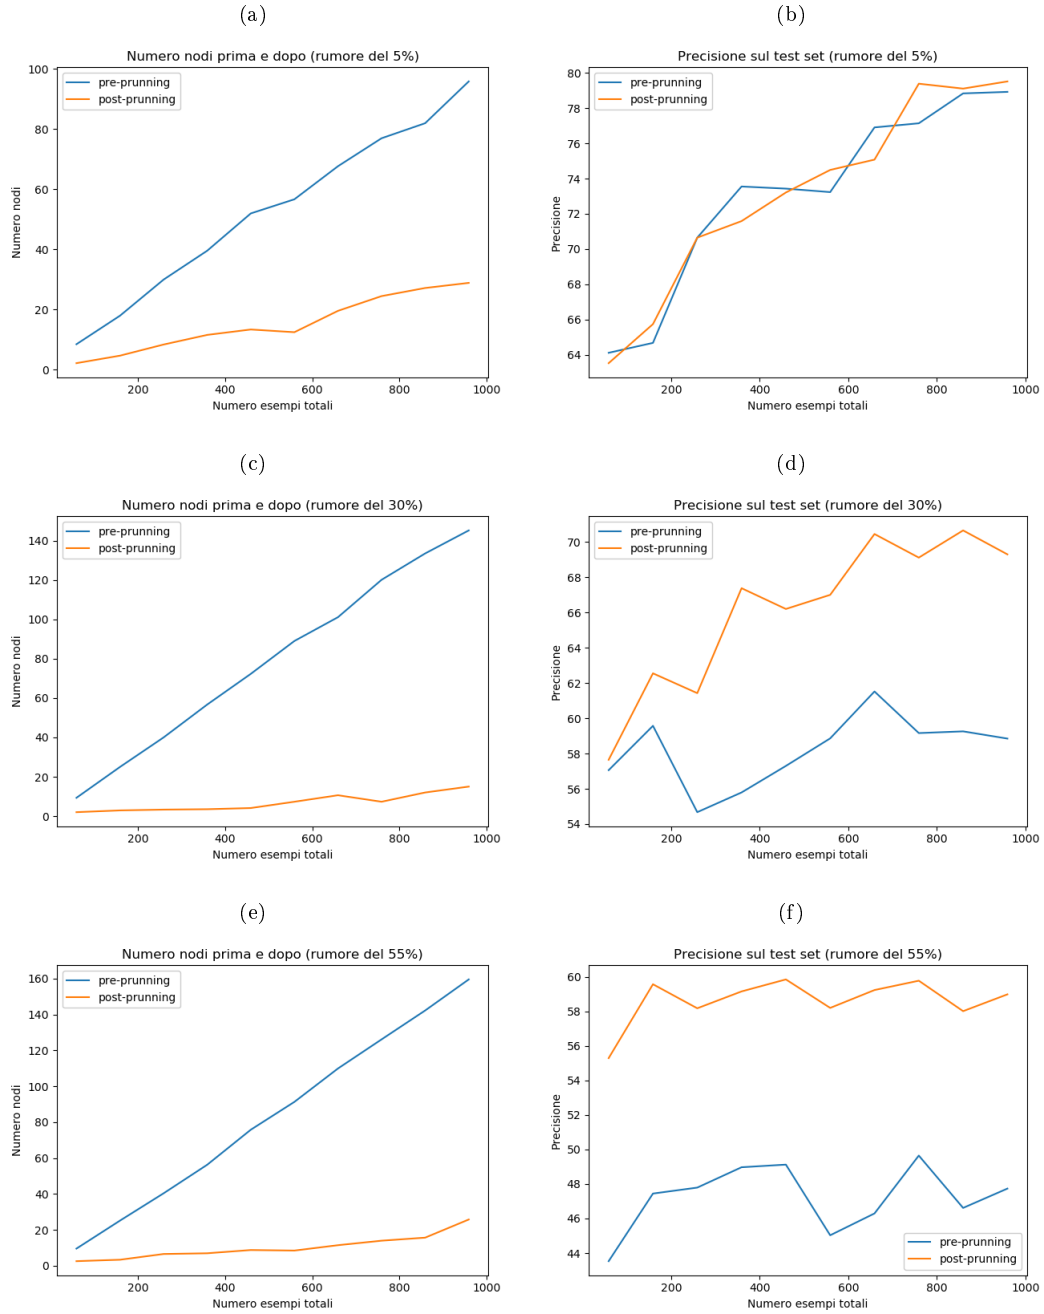 (a)
Numero nodi prima e dopo (rumore del 5%)
pre-prunning
post-prunning
100
80
60
40
20
0
Numero nodi
200
400
600
800
1000
Numero esempi totali
(b)
Precisione sul test set (rumore del 5%)
pre-prunning
post-prunning
80
78
76
74
72
70
68
66
64
Precisione
200
400
600
800
1000
Numero esempi totali
(c)
Numero nodi prima e dopo (rumore del 30%)
pre-prunning
post-prunning
140
120
100
80
60
40
20
0
Numero nodi
200
400
600
800
1000
Numero esempi totali
(d)
Precisione sul test set (rumore del 30%)
pre-prunning
post-prunning
70
68
66
64
62
60
58
56
54
Precisione
200
400
600
800
1000
Numero esempi totali
(e)
Numero nodi prima e dopo (rumore del 55%)
pre-prunning
post-prunning
160
140
120
100
80
60
40
20
0
Numero nodi
200
400
600
800
1000
Numero esempi totali
(f)
Precisione sul test set (rumore del 55%)
60
58
56
54
52
50
48
46
44
Precisione
pre-prunning
post-prunning
200
400
600
800
1000
Numero esempi totali